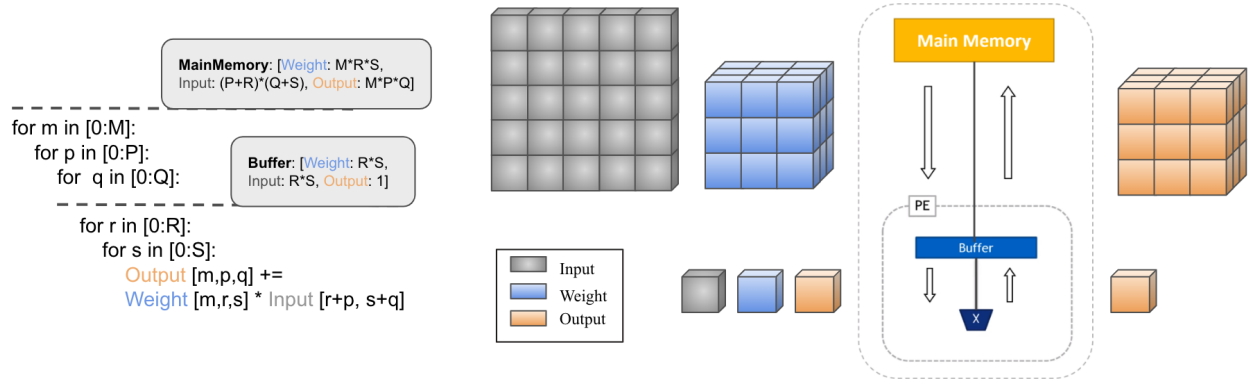 MainMemory: [Weight: M*R*S,
Input: (P+R)*(Q+S), Output: M*P*Q]
for m in [0:M]:
for p in [0:P]:
for q in [0:Q]:
Buffer: [Weight: R*S,
Input: R*S, Output: 1]
for r in [0:R]:
for s in [0:S]:
Output [m,p,q] +=
Weight [m,r,s] * Input [r+p, s+q]
Input
Weight
Output
Main Memory
PE
Buffer
X